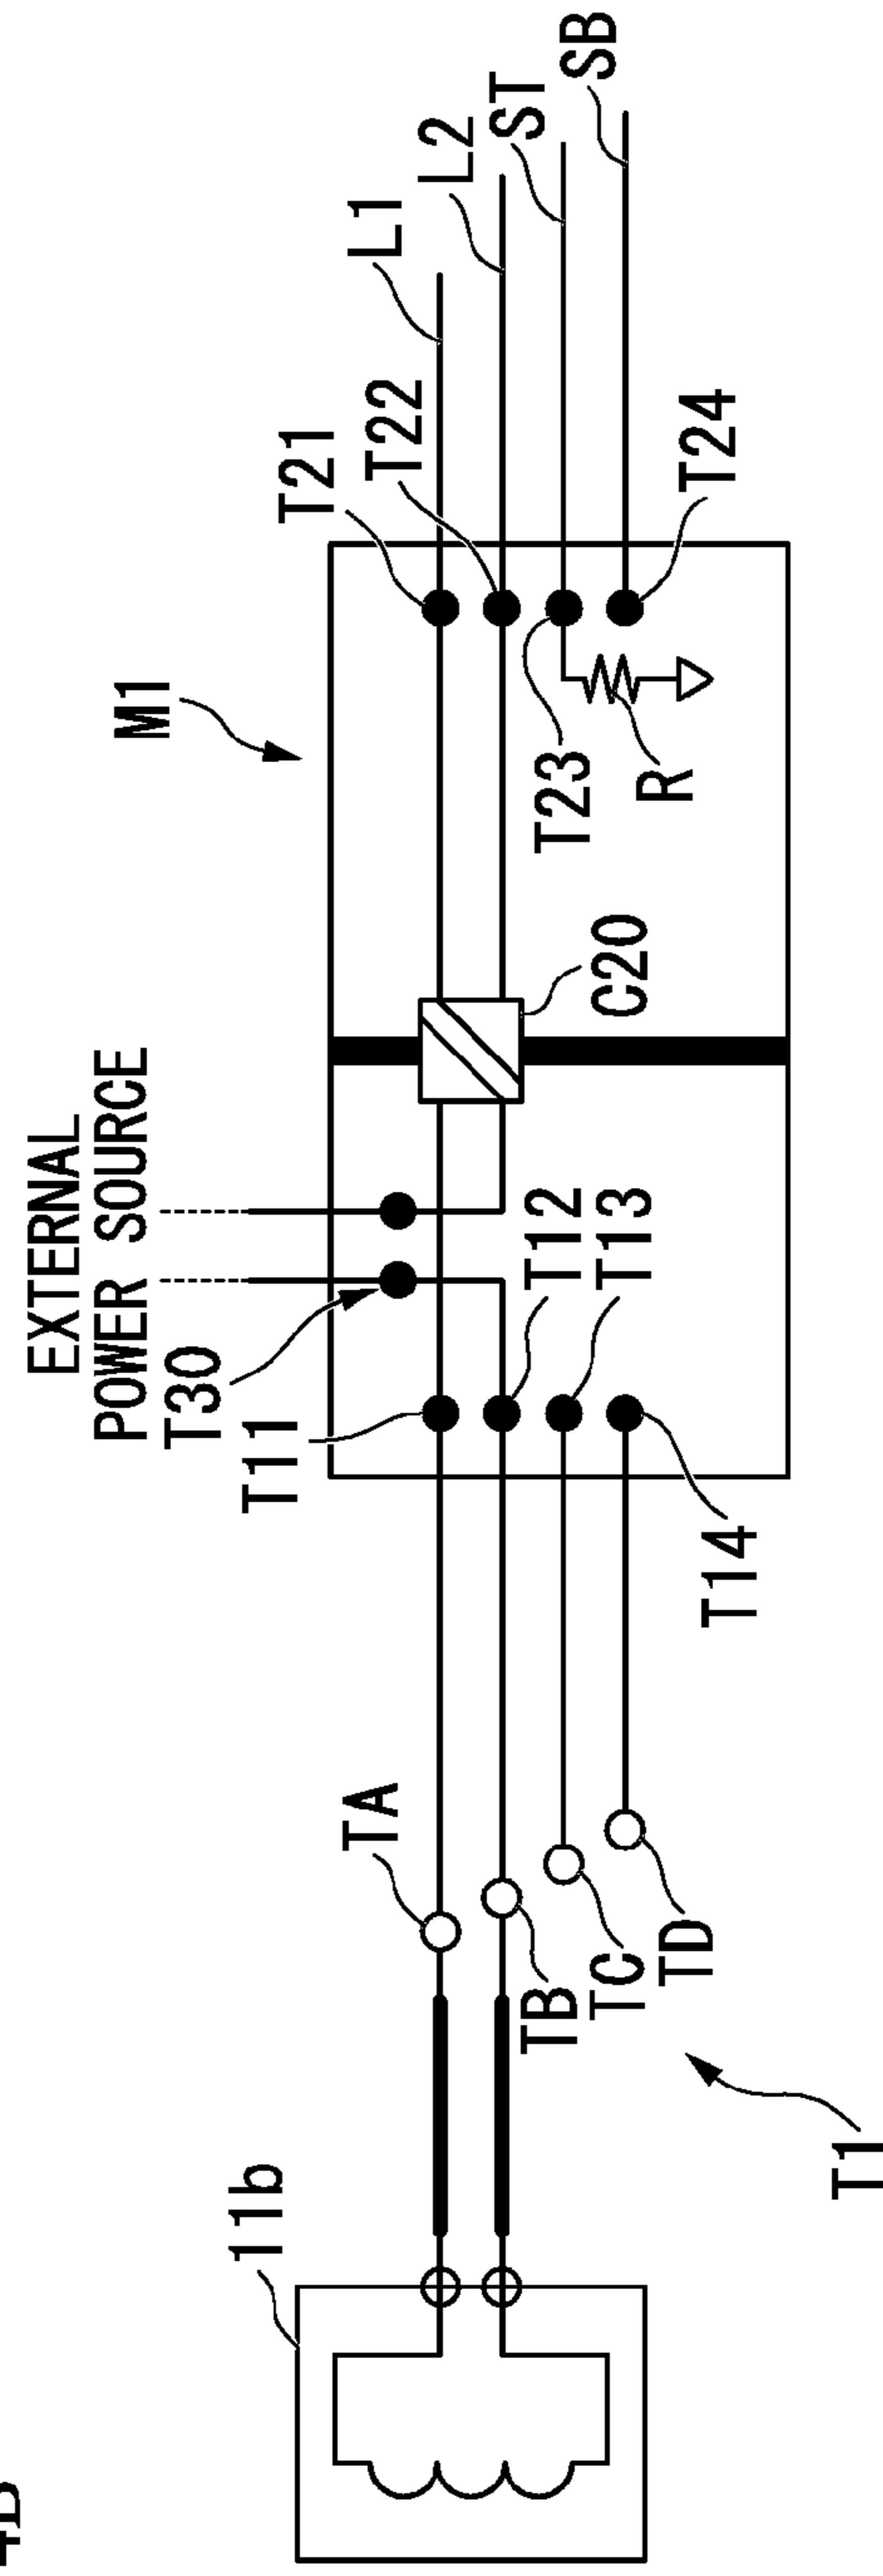 EXTERNAL
POWER SOURCE
T30
M1
L1
L2
ST
SB
T21
T22
T23
T24
R
C20
T11
T12
T13
T14
TA
TB
TC
TD
T1
11b